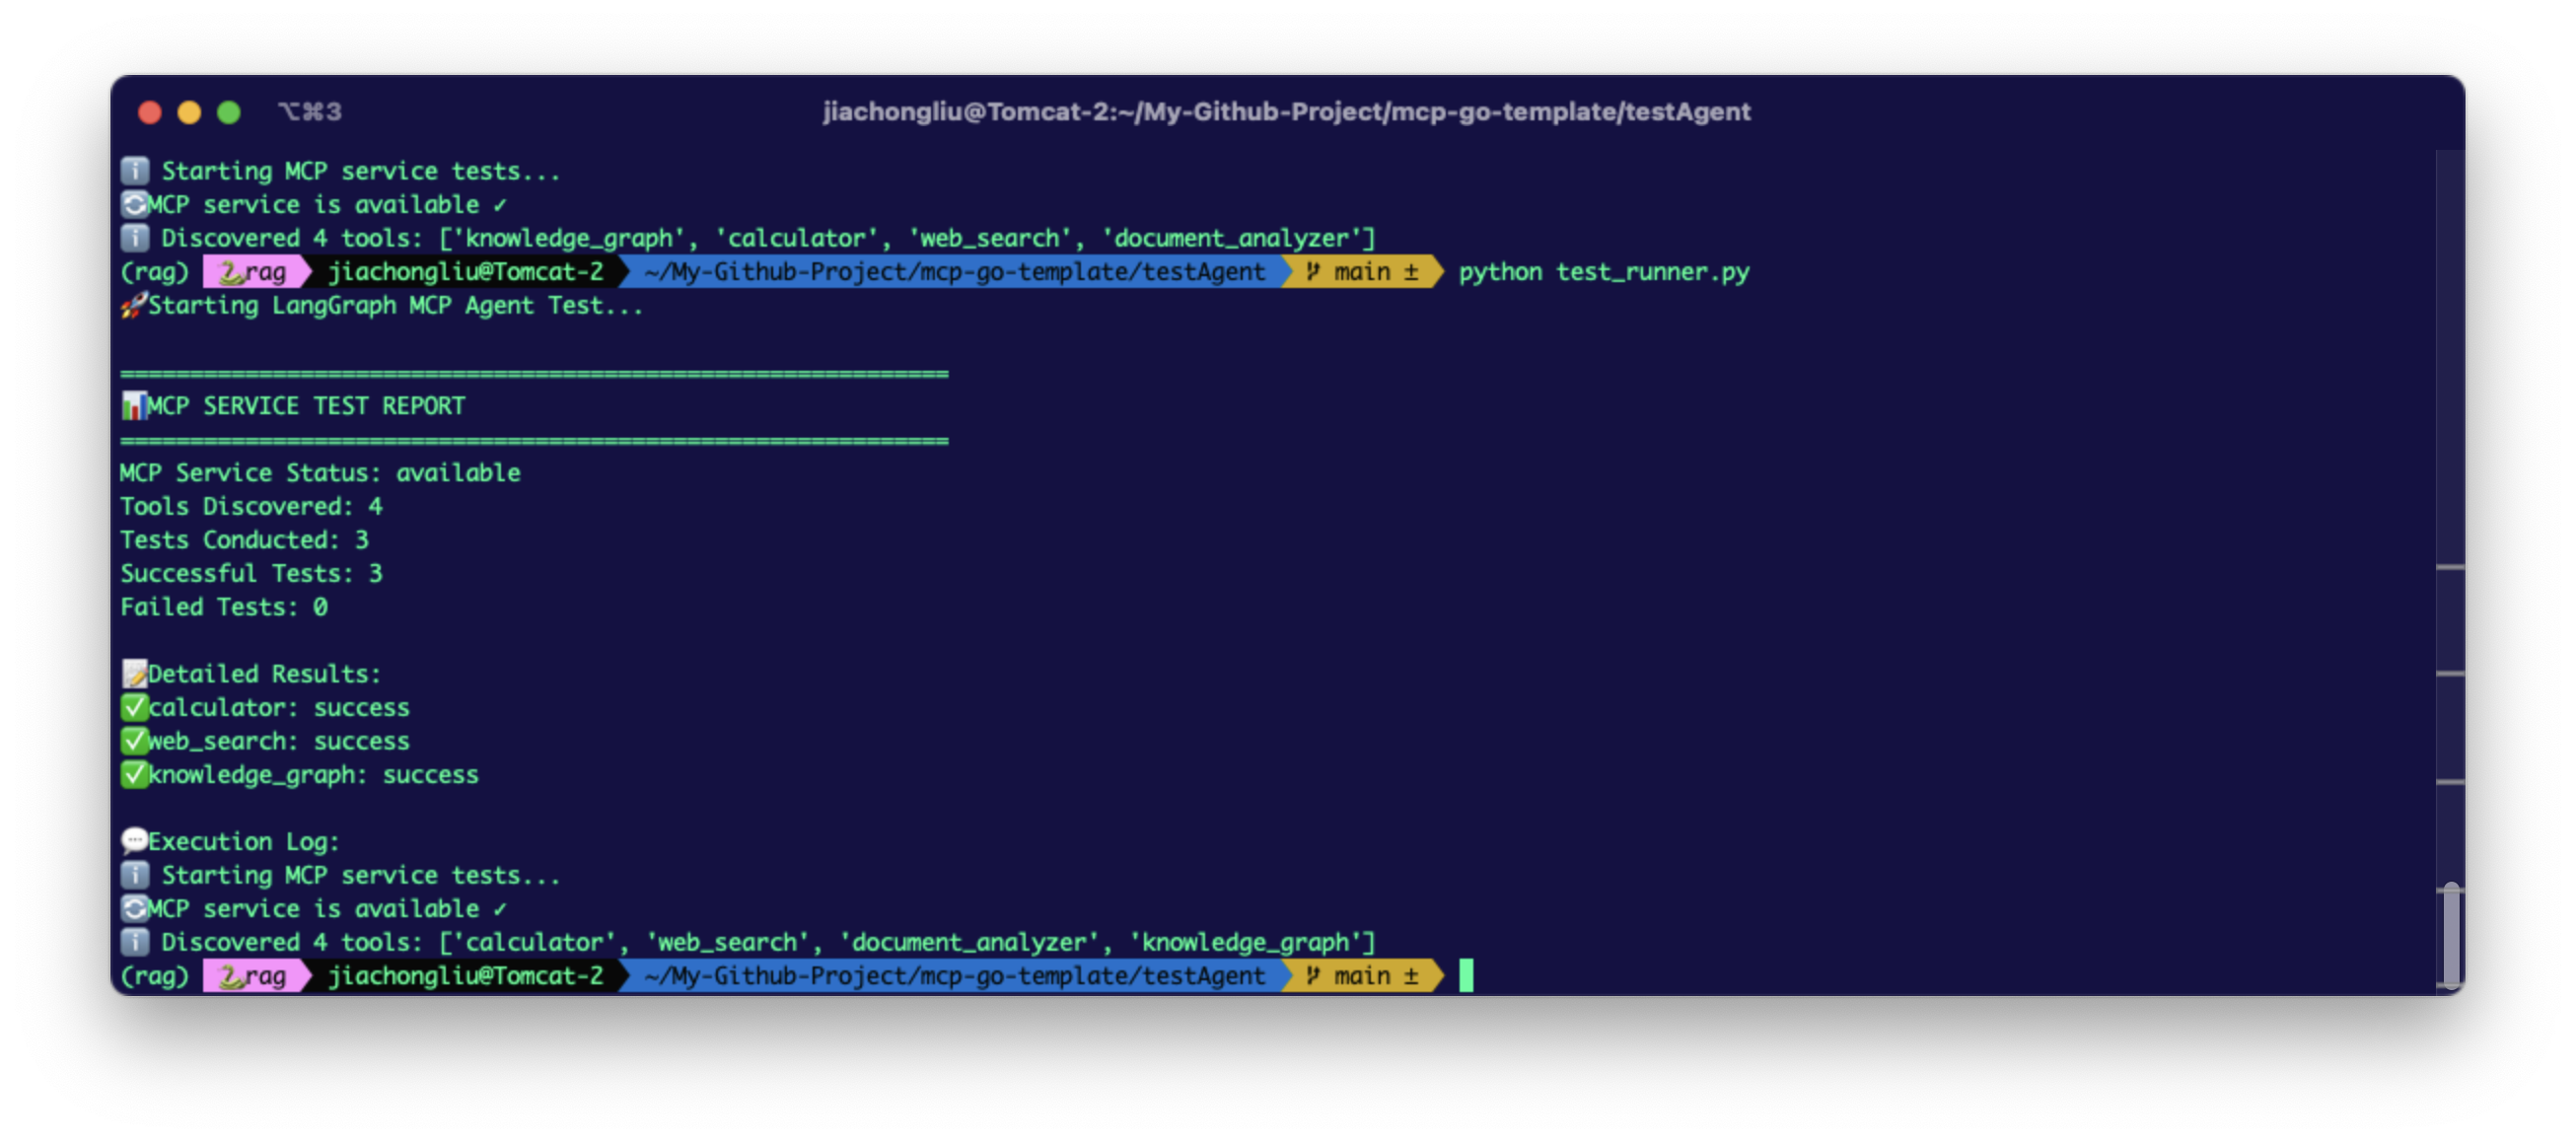 ⌥⌘3
jiachongliu@Tomcat-2:~/My-Github-Project/mcp-go-template/testAgent
ℹ️ Starting MCP service tests...
🔄MCP service is available ✓
ℹ️ Discovered 4 tools: ['knowledge_graph', 'calculator', 'web_search', 'document_analyzer']
(rag) 🐍rag jiachongliu@Tomcat-2 ~/My-Github-Project/mcp-go-template/testAgent main ± python test_runner.py
🚀Starting LangGraph MCP Agent Test...
============================================================
📊MCP SERVICE TEST REPORT
============================================================
MCP Service Status: available
Tools Discovered: 4
Tests Conducted: 3
Successful Tests: 3
Failed Tests: 0
📝Detailed Results:
✅calculator: success
✅web_search: success
✅knowledge_graph: success
💬Execution Log:
ℹ️ Starting MCP service tests...
🔄MCP service is available ✓
ℹ️ Discovered 4 tools: ['calculator', 'web_search', 'document_analyzer', 'knowledge_graph']
(rag) 🐍rag jiachongliu@Tomcat-2 ~/My-Github-Project/mcp-go-template/testAgent main ±